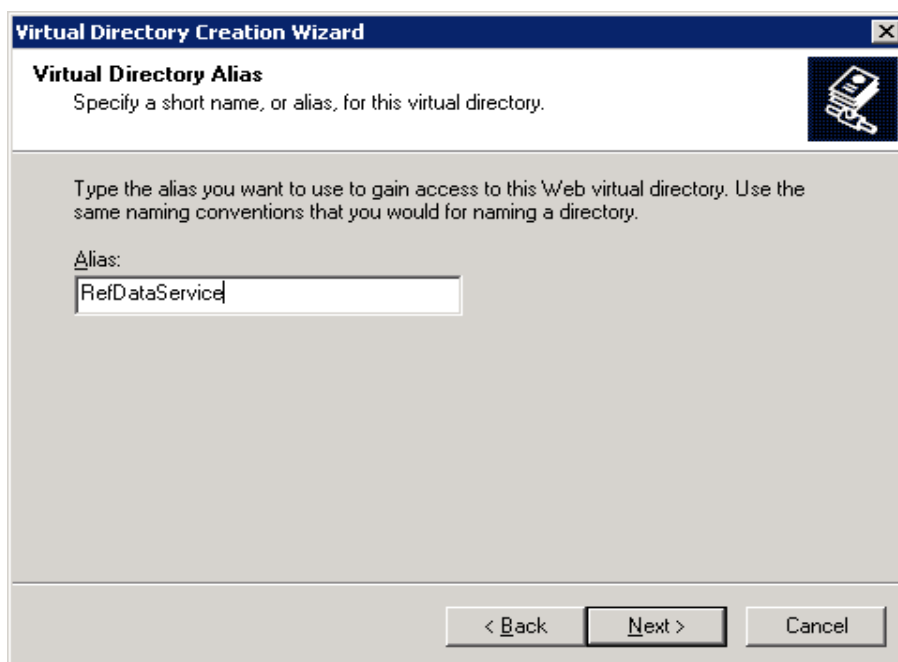 Virtual Directory Creation Wizard
Virtual Directory Alias
Specify a short name, or alias, for this virtual directory.
Type the alias you want to use to gain access to this Web virtual directory. Use the
same naming conventions that you would for naming a directory.
Alias:
RefDataService
< Back Next > Cancel